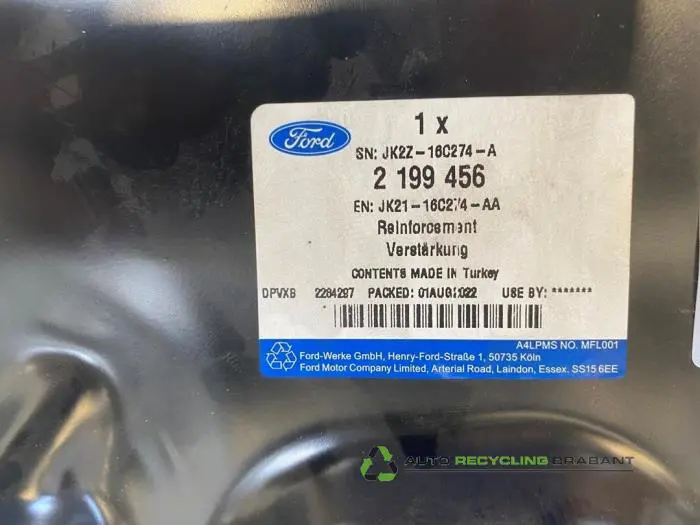 Ford
1 x
SN: JK2Z-16C274-A
2 199 456
EN: JK21-16C274-AA
Reinforcement
Verstärkung
CONTENTS MADE IN Turkey
DPVXB 2284297 PACKED: 01AUG2022 USE BY: *******
A4LPMS NO. MFL001
Ford-Werke GmbH, Henry-Ford-Straße 1, 50735 Köln
Ford Motor Company Limited, Arterial Road, Laindon, Essex. SS15 6EE
AUTO RECYCLING BRABANT